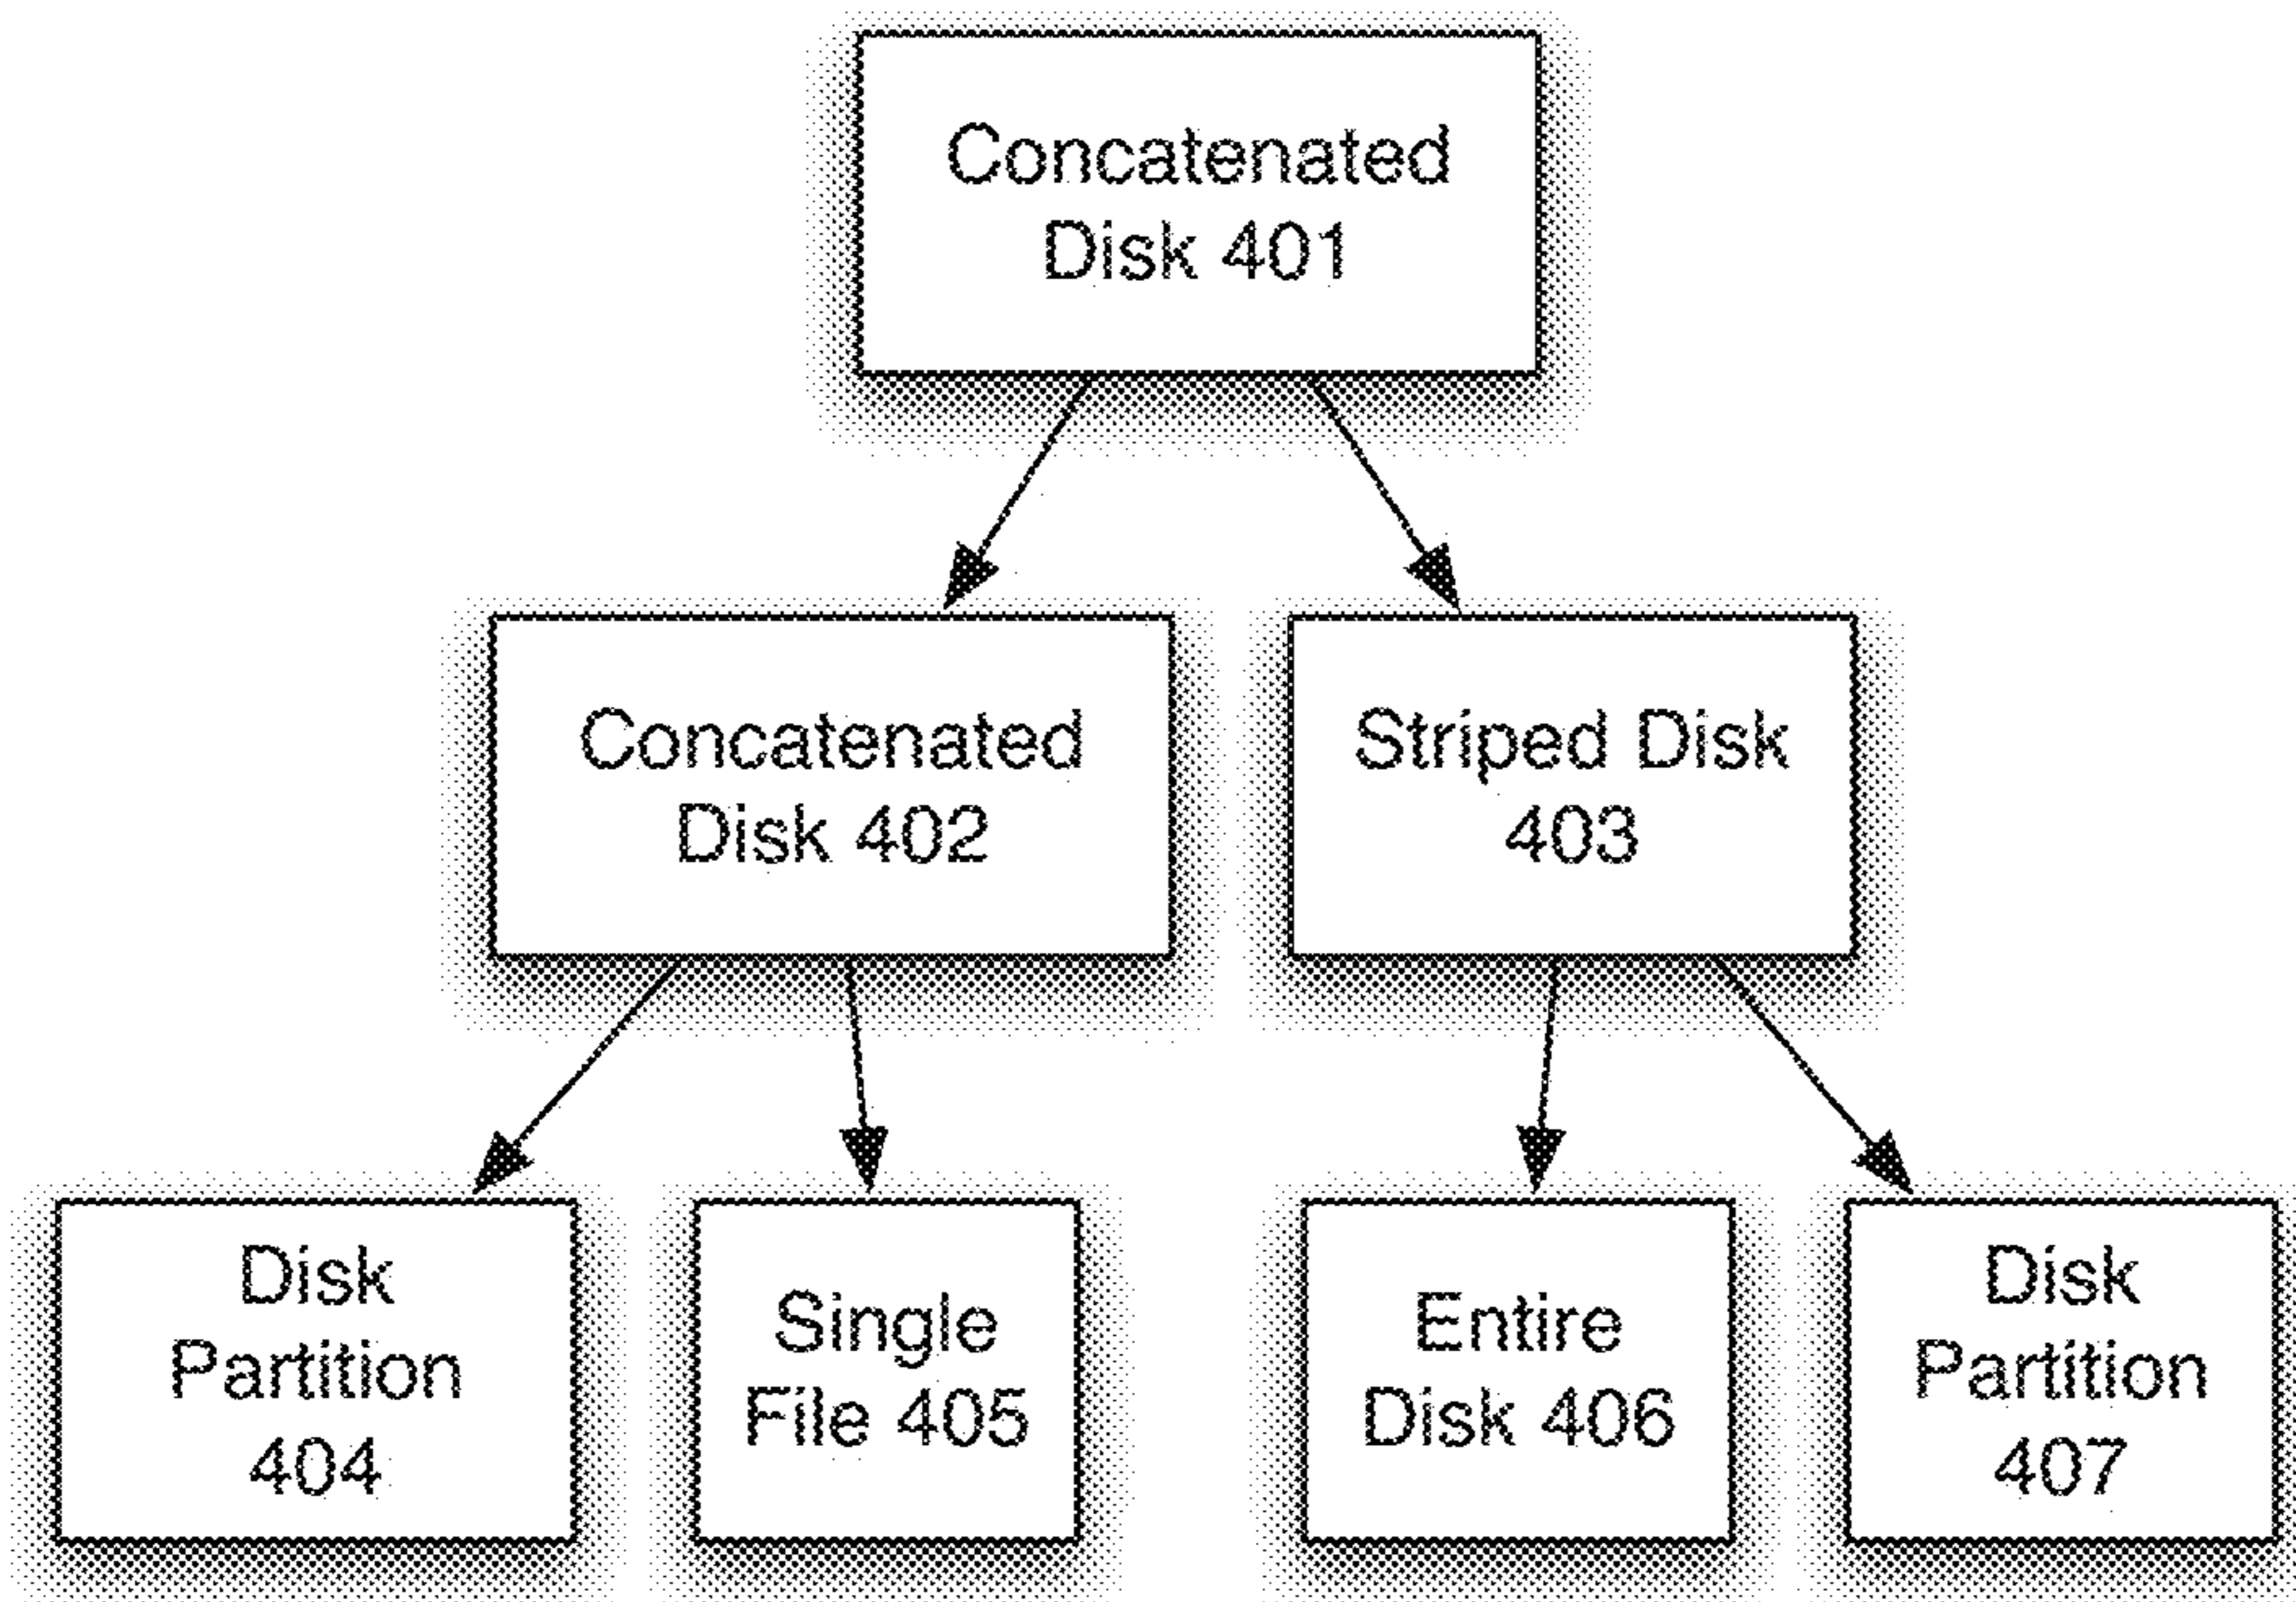 Concatenated
Disk 401
Concatenated
Disk 402
Striped Disk
403
Disk
Partition
404
Single
File 405
Entire
Disk 406
Disk
Partition
407